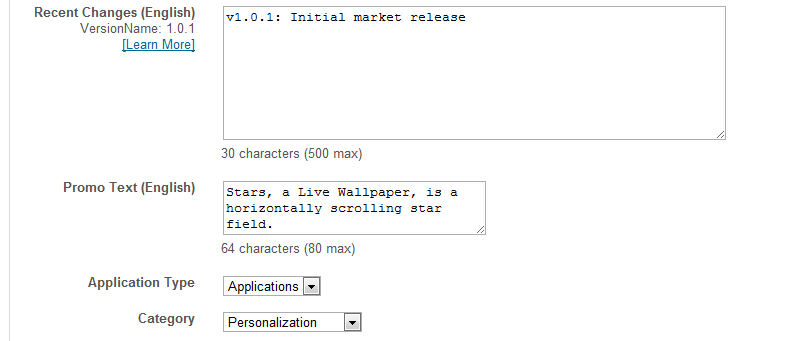 Recent Changes (English)
VersionName: 1.0.1
[Learn More]
v1.0.1: Initial market release
30 characters (500 max)
Promo Text (English)
Stars, a Live Wallpaper, is a
horizontally scrolling star
field.
64 characters (80 max)
Application Type
Applications
Category
Personalization